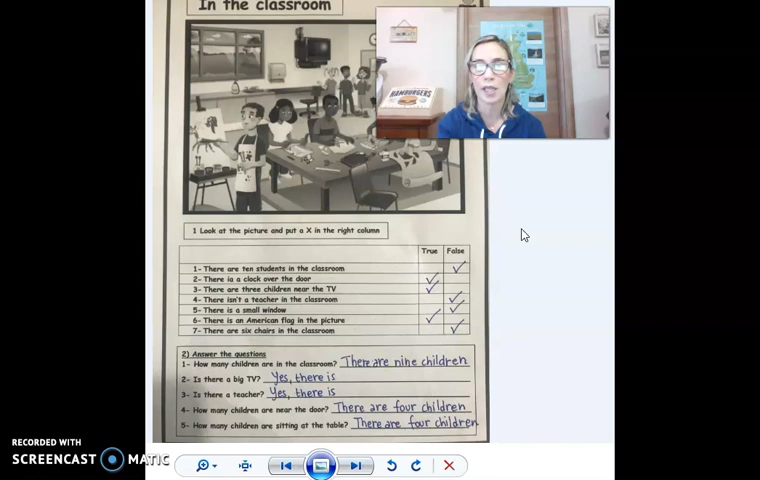 In the classroom
HAMBURGERS
1 Look at the picture and put a X in the right column
True False
1- There are ten students in the classroom
2- There ia a clock over the door
3- There are three children near the TV
4- There isn't a teacher in the classroom
5- There is a small window
6- There is an American flag in the picture
7- There are six chairs in the classroom
2) Answer the questions
1- How many children are in the classroom? There are nine children
2- Is there a big TV? Yes, there is
3- Is there a teacher? Yes, there is
4- How many children are near the door? There are four children
5- How many children are sitting at the table? There are four children
RECORDED WITH
SCREENCAST MATIC